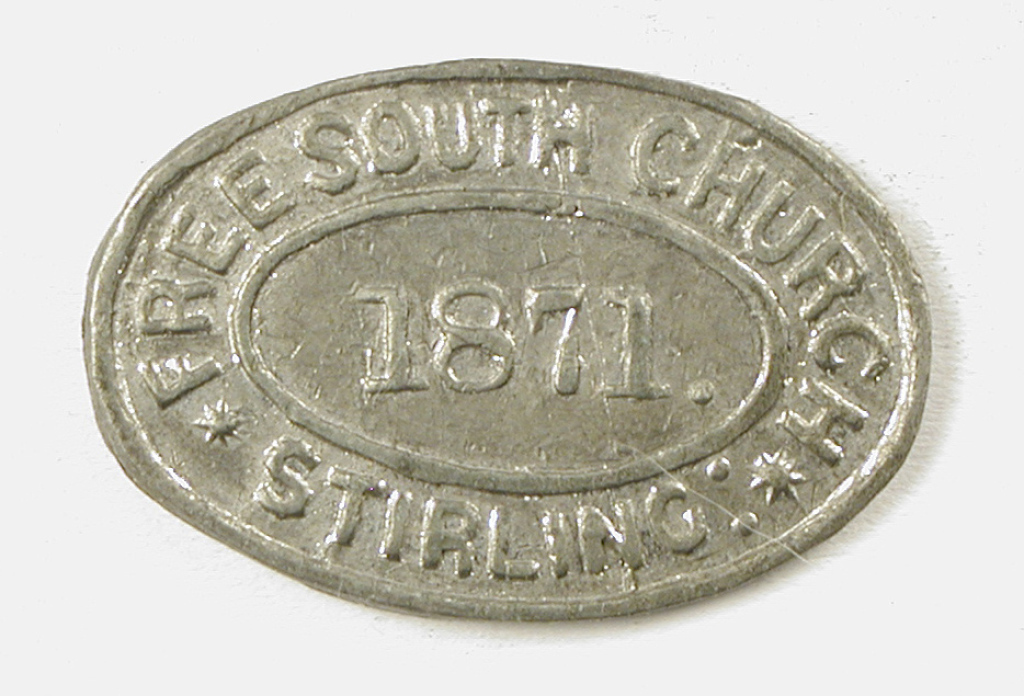 FREE SOUTH CHURCH
1871.
STIRLING: